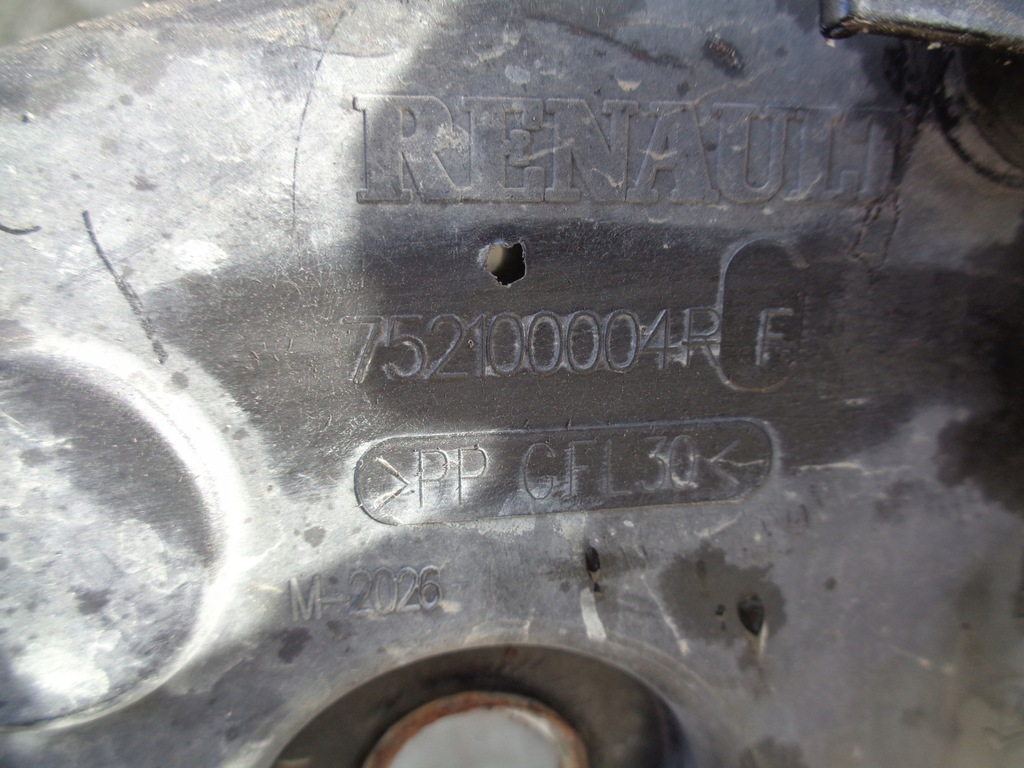 RENAULT
752100004R F
>PP GFL30<
M-2026